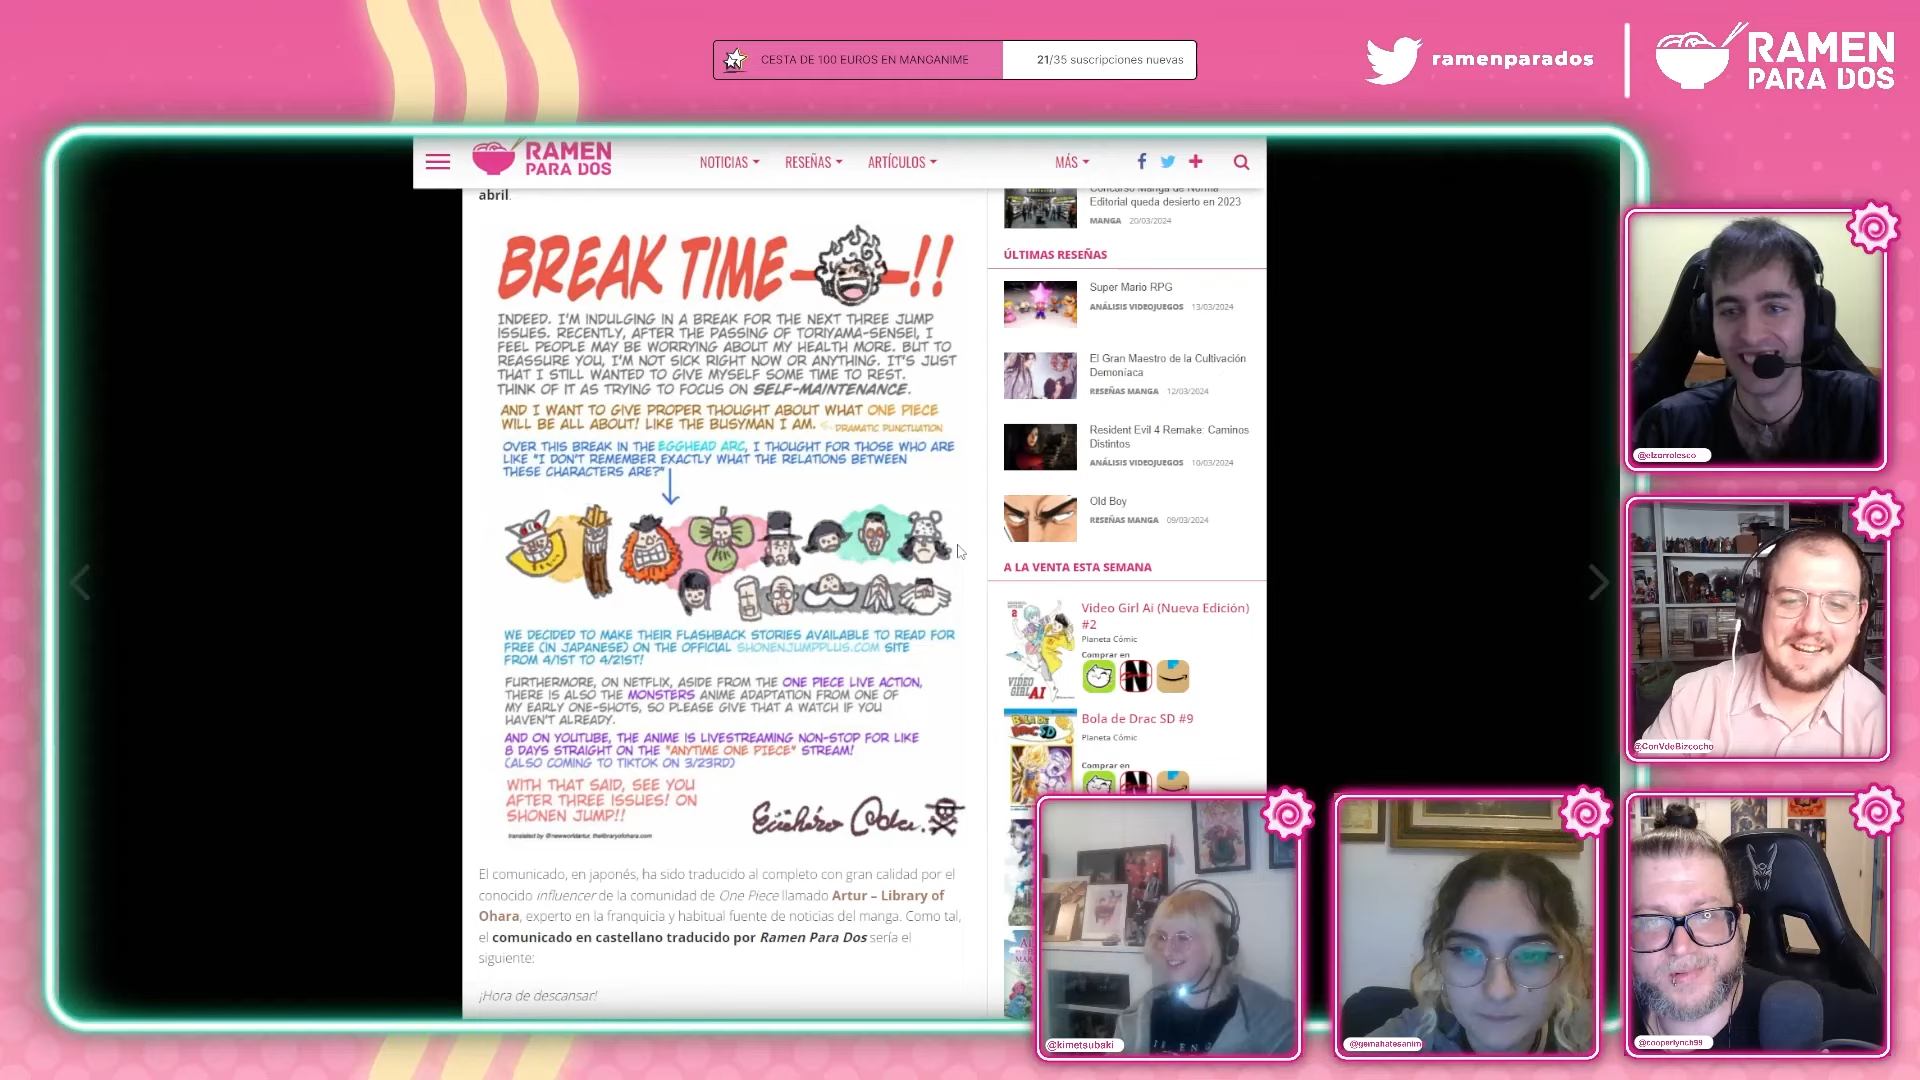 CESTA DE 100 EUROS EN MANGANIME
21/35 suscripciones nuevas
ramenparados
RAMEN
PARA DOS
RAMEN
PARA DOS
NOTICIAS
RESEÑAS
ARTÍCULOS
MÁS
abril.
BREAK TIME !!
INDEED. I'M INDULGING IN A BREAK FOR THE NEXT THREE JUMP
ISSUES. RECENTLY, AFTER THE PASSING OF TORIYAMA-SENSEI, I
FEEL PEOPLE MAY BE WORRYING ABOUT MY HEALTH MORE. BUT TO
REASSURE YOU, I'M NOT SICK RIGHT NOW OR ANYTHING. IT'S JUST
THAT I STILL WANTED TO GIVE MYSELF SOME TIME TO REST.
THINK OF IT AS TRYING TO FOCUS ON SELF-MAINTENANCE.
AND I WANT TO GIVE PROPER THOUGHT ABOUT WHAT ONE PIECE
WILL BE ALL ABOUT! LIKE THE BUSYMAN I AM. DRAMATIC PUNCTUATION
OVER THIS BREAK IN THE EGGHEAD ARC, I THOUGHT FOR THOSE WHO ARE
LIKE "I DON'T REMEMBER EXACTLY WHAT THE RELATIONS BETWEEN
THESE CHARACTERS ARE?"
WE DECIDED TO MAKE THEIR FLASHBACK STORIES AVAILABLE TO READ FOR
FREE (IN JAPANESE) ON THE OFFICIAL SHONENJUMPPLUS.COM SITE
FROM 4/1ST TO 4/21ST!
FURTHERMORE, ON NETFLIX, ASIDE FROM THE ONE PIECE LIVE ACTION,
THERE IS ALSO THE MONSTERS ANIME ADAPTATION FROM ONE OF
MY EARLY ONE-SHOTS, SO PLEASE GIVE THAT A WATCH IF YOU
HAVEN'T ALREADY.
AND ON YOUTUBE, THE ANIME IS LIVESTREAMING NON-STOP FOR LIKE
8 DAYS STRAIGHT ON THE "ANYTIME ONE PIECE" STREAM!
(ALSO COMING TO TIKTOK ON 3/23RD)
WITH THAT SAID, SEE YOU
AFTER THREE ISSUES! ON
SHONEN JUMP!!
Eiichiro Oda.
translated by @newworldartur, thelibraryofohara.com
El comunicado, en japonés, ha sido traducido al completo con gran calidad por el
conocido influencer de la comunidad de One Piece llamado Artur – Library of
Ohara, experto en la franquicia y habitual fuente de noticias del manga. Como tal,
el comunicado en castellano traducido por Ramen Para Dos sería el
siguiente:
¡Hora de descansar!
Concurso Manga de Norma
Editorial queda desierto en 2023
MANGA 20/03/2024
ÚLTIMAS RESEÑAS
Super Mario RPG
ANÁLISIS VIDEOJUEGOS 13/03/2024
El Gran Maestro de la Cultivación
Demoníaca
RESEÑAS MANGA 12/03/2024
Resident Evil 4 Remake: Caminos
Distintos
ANÁLISIS VIDEOJUEGOS 10/03/2024
Old Boy
RESEÑAS MANGA 09/03/2024
A LA VENTA ESTA SEMANA
VIDEO
GIRL AI
Video Girl Ai (Nueva Edición)
#2
Planeta Cómic
Comprar en
Bola de Drac SD #9
Planeta Cómic
Comprar en
@elzorrolesco
@ConVdeBizcocho
@kimetsubaki
@gemahatesanim
@cooperlynch99